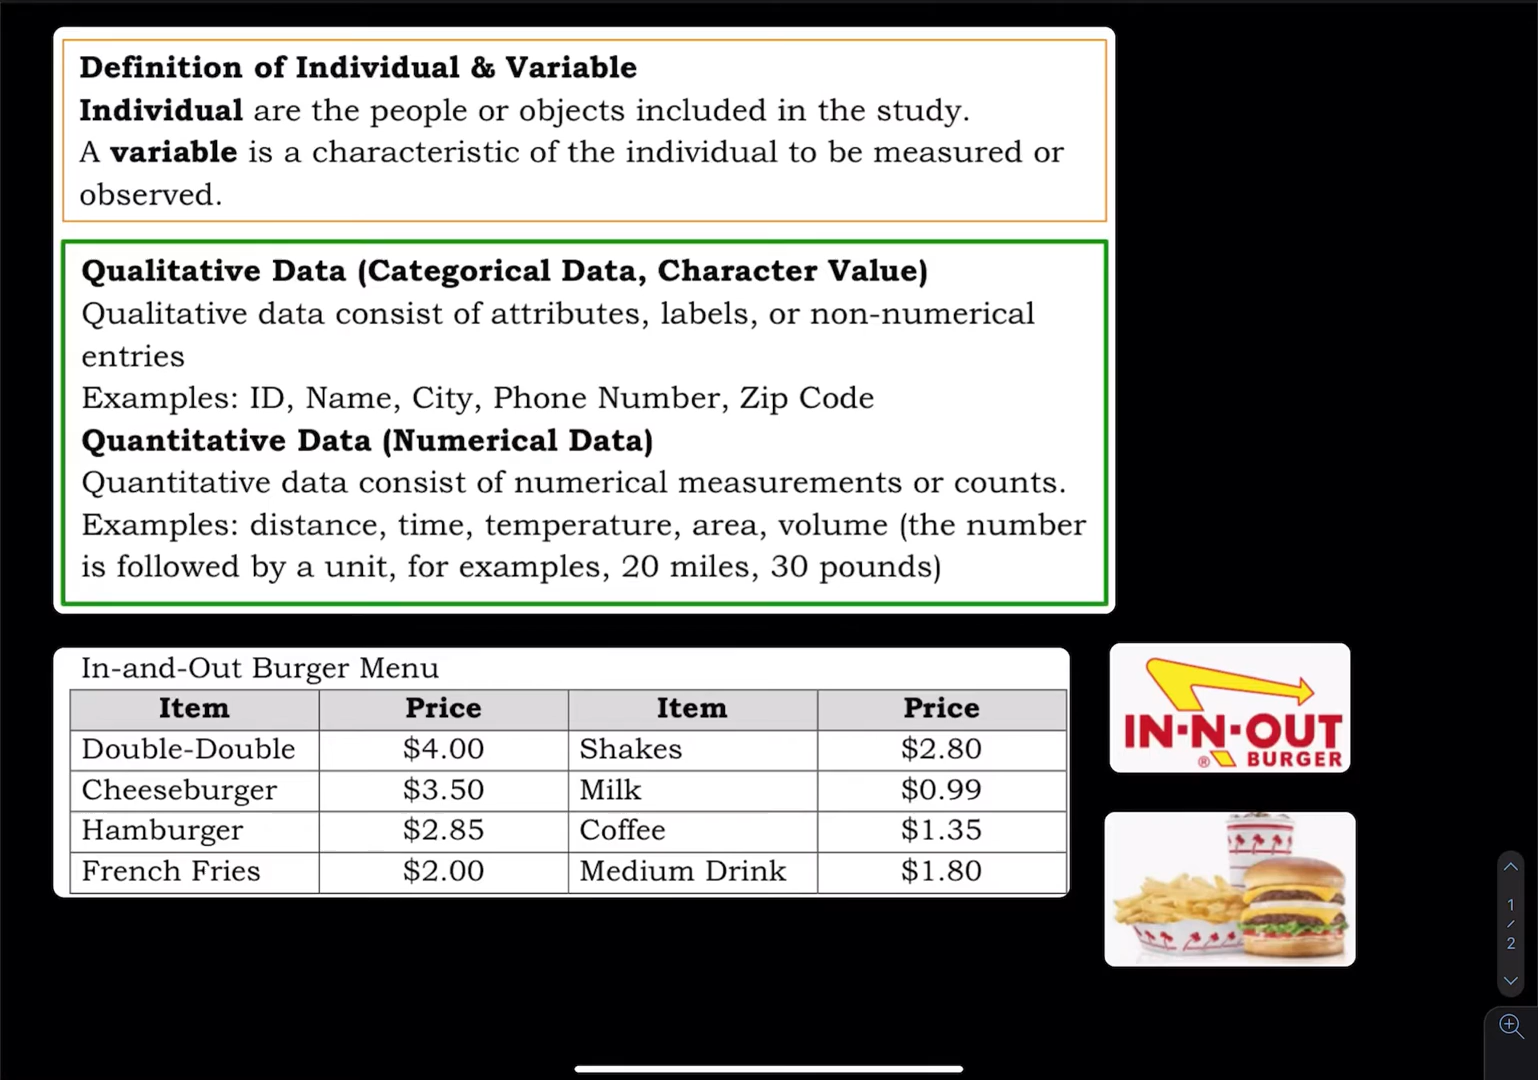 Definition of Individual & Variable
Individual are the people or objects included in the study.
A variable is a characteristic of the individual to be measured or
observed.
Qualitative Data (Categorical Data, Character Value)
Qualitative data consist of attributes, labels, or non-numerical
entries
Examples: ID, Name, City, Phone Number, Zip Code
Quantitative Data (Numerical Data)
Quantitative data consist of numerical measurements or counts.
Examples: distance, time, temperature, area, volume (the number
is followed by a unit, for examples, 20 miles, 30 pounds)
In-and-Out Burger Menu
Item Price Item Price
Double-Double $4.00 Shakes $2.80
Cheeseburger $3.50 Milk $0.99
Hamburger $2.85 Coffee $1.35
French Fries $2.00 Medium Drink $1.80
IN-N-OUT
® BURGER
1
/
2